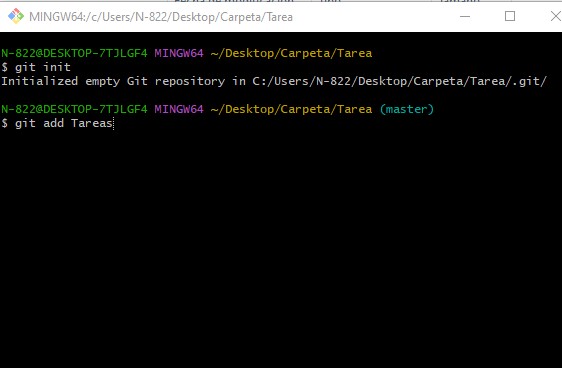 MINGW64:/c/Users/N-822/Desktop/Carpeta/Tarea
N-822@DESKTOP-7TJLGF4 MINGW64 ~/Desktop/Carpeta/Tarea
$ git init
Initialized empty Git repository in C:/Users/N-822/Desktop/Carpeta/Tarea/.git/
N-822@DESKTOP-7TJLGF4 MINGW64 ~/Desktop/Carpeta/Tarea (master)
$ git add Tareas